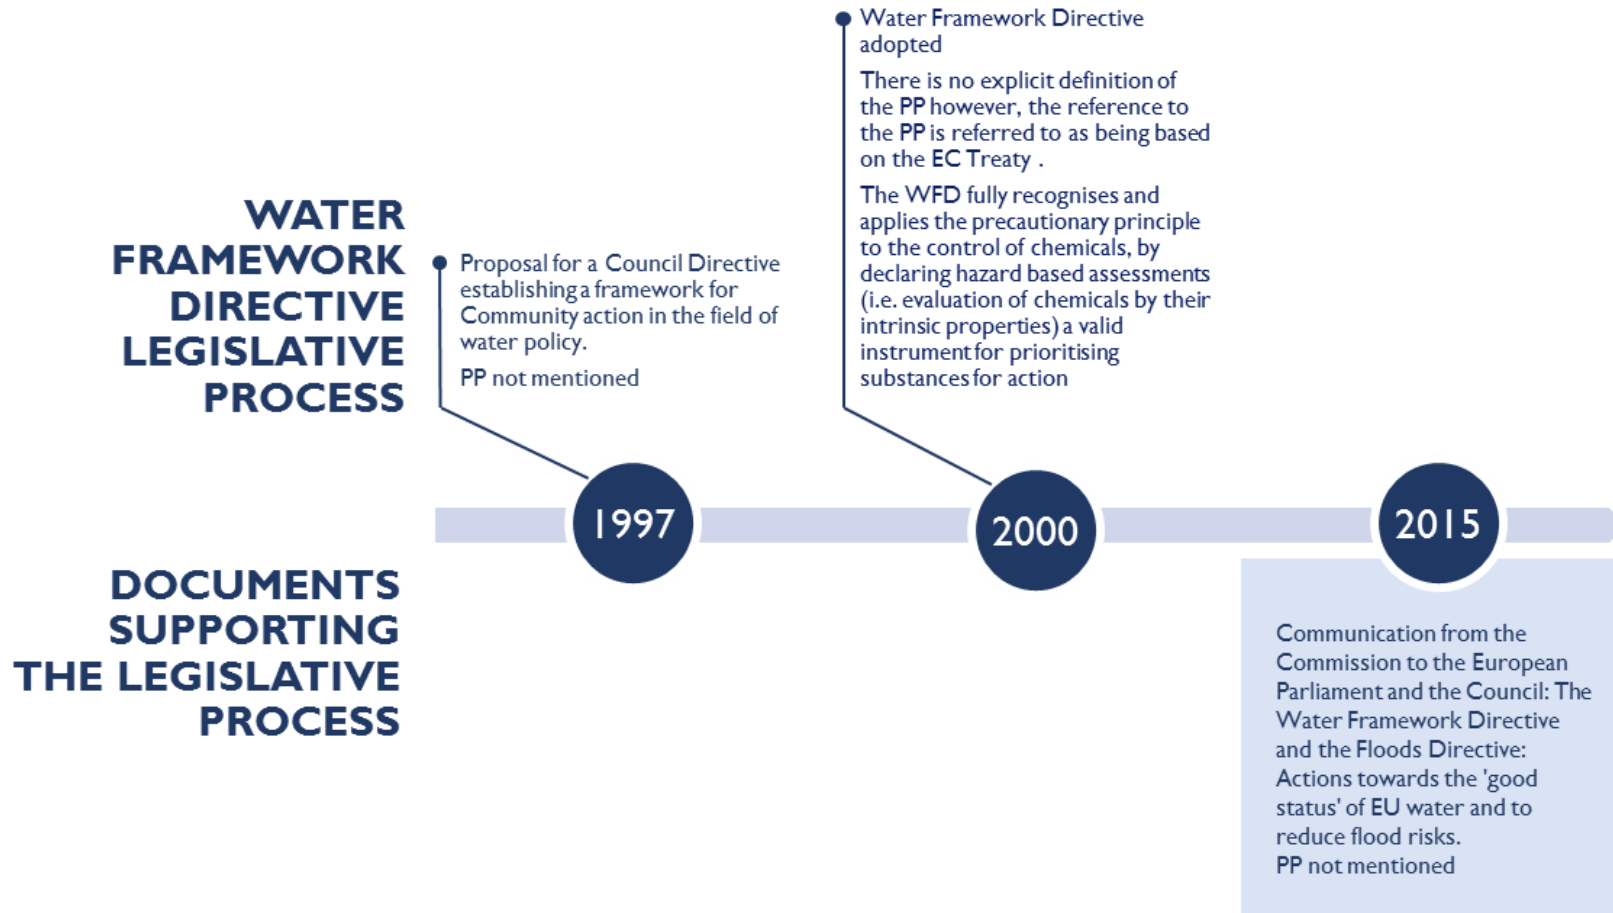 WATER
FRAMEWORK
DIRECTIVE
LEGISLATIVE
PROCESS
Proposal for a Council Directive
establishing a framework for
Community action in the field of
water policy.
PP not mentioned
Water Framework Directive
adopted
There is no explicit definition of
the PP however, the reference to
the PP is referred to as being based
on the EC Treaty .
The WFD fully recognises and
applies the precautionary principle
to the control of chemicals, by
declaring hazard based assessments
(i.e. evaluation of chemicals by their
intrinsic properties) a valid
instrument for prioritising
substances for action
1997
2000
2015
DOCUMENTS
SUPPORTING
THE LEGISLATIVE
PROCESS
Communication from the
Commission to the European
Parliament and the Council: The
Water Framework Directive
and the Floods Directive:
Actions towards the 'good
status' of EU water and to
reduce flood risks.
PP not mentioned